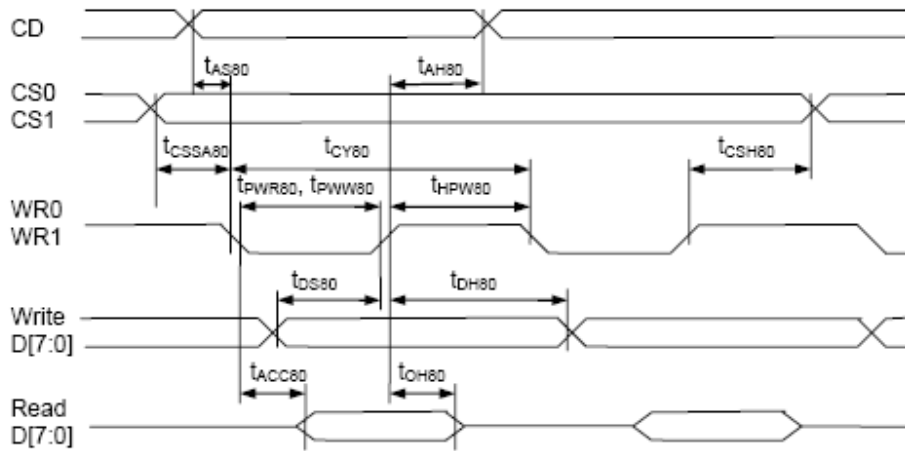 CD
tAS80
tAH80
CS0
CS1
tCSSA80
tCY80
tCSH80
tPWR80, tPWW80
tHPW80
WR0
WR1
tDS80
tDH80
Write
D[7:0]
tACC80
tOH80
Read
D[7:0]